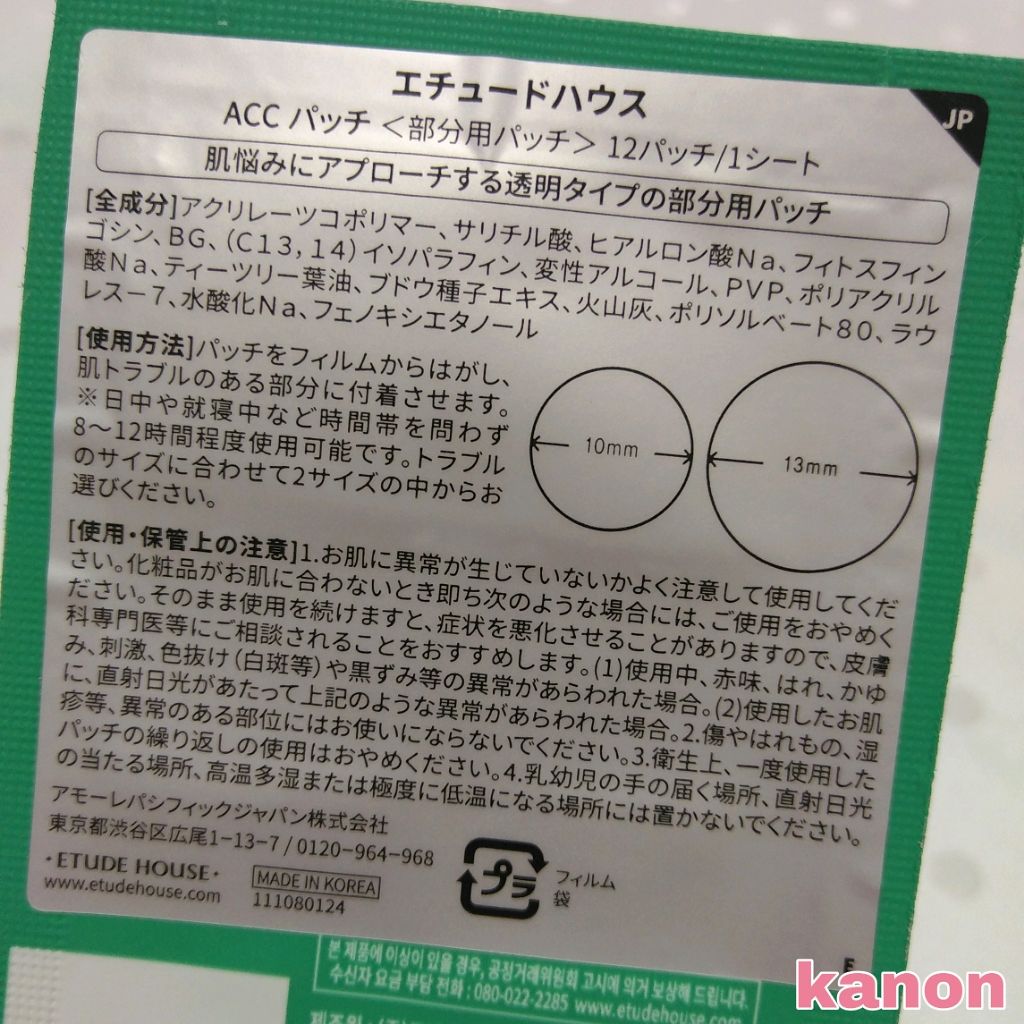 エチュードハウス
JP
ACC パッチ <部分用パッチ> 12パッチ/1シート
肌悩みにアプローチする透明タイプの部分用パッチ
[全成分]アクリレーツコポリマー、サリチル酸、ヒアルロン酸Na、フィトスフィン
ゴシン、BG、(C13,14)イソパラフィン、変性アルコール、PVP、ポリアクリル
酸Na、ティーツリー葉油、ブドウ種子エキス、火山灰、ポリソルベート80、ラウ
レス-7、水酸化Na、フェノキシエタノール
[使用方法]パッチをフィルムからはがし、
肌トラブルのある部分に付着させます。
※日中や就寝中など時間帯を問わず
8〜12時間程度使用可能です。トラブル
のサイズに合わせて2サイズの中からお
選びください。
10mm
13mm
[使用・保管上の注意]1.お肌に異常が生じていないかよく注意して使用してくだ
さい。化粧品がお肌に合わないとき即ち次のような場合には、ご使用をおやめく
ださい。そのまま使用を続けますと、症状を悪化させることがありますので、皮膚
科専門医等にご相談されることをおすすめします。(1)使用中、赤味、はれ、かゆ
み、刺激、色抜け(白斑等)や黒ずみ等の異常があらわれた場合。(2)使用したお肌
に、直射日光があたって上記のような異常があらわれた場合。2.傷やはれもの、湿
疹等、異常のある部位にはお使いにならないでください。3.衛生上、一度使用した
パッチの繰り返しの使用はおやめください。4.乳幼児の手の届く場所、直射日光
の当たる場所、高温多湿または極度に低温になる場所には置かないでください。
アモーレパシフィックジャパン株式会社
東京都渋谷区広尾1-13-7 / 0120-964-968
・ETUDE HOUSE・
www.etudehouse.com
MADE IN KOREA
111080124
プラ
フィルム
袋
본 제품에 이상이 있을 경우, 공정거래위원회 고시에 의거 보상해 드립니다.
수신자 요금 부담 전화 : 080-022-2285 www.etudehouse.com
kanon